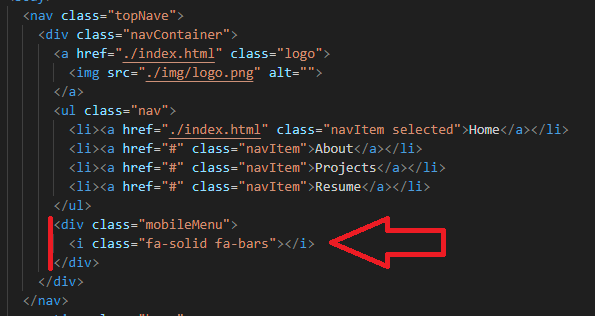 <nav class="topNave">
<div class="navContainer">
<a href="./index.html" class="logo">
<img src="./img/logo.png" alt="">
</a>
<ul class="nav">
<li><a href="./index.html" class="navItem selected">Home</a></li>
<li><a href="#" class="navItem">About</a></li>
<li><a href="#" class="navItem">Projects</a></li>
<li><a href="#" class="navItem">Resume</a></li>
</ul>
<div class="mobileMenu">
<i class="fa-solid fa-bars"></i>
</div>
</div>
</nav>